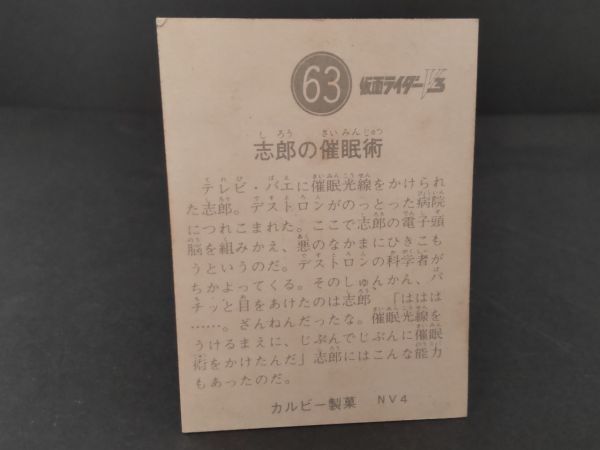 63 仮面ライダーV3
志郎の催眠術
テレビ・バエに催眠光線をかけられ
た志郎。デストロンがのっとった病院
につれこまれた。ここで志郎の電子頭
脳を組みかえ、悪のなかまにひきこも
うというのだ。デストロンの科学者が
ちかよってくる。そのしゅんかん、パ
チッと目をあけたのは志郎 「ははは
……。ざんねんだったな。催眠光線を
うけるまえに、じぶんでじぶんに催眠
術をかけたんだ」志郎にはこんな能力
もあったのだ。
カルビー製菓 NV4